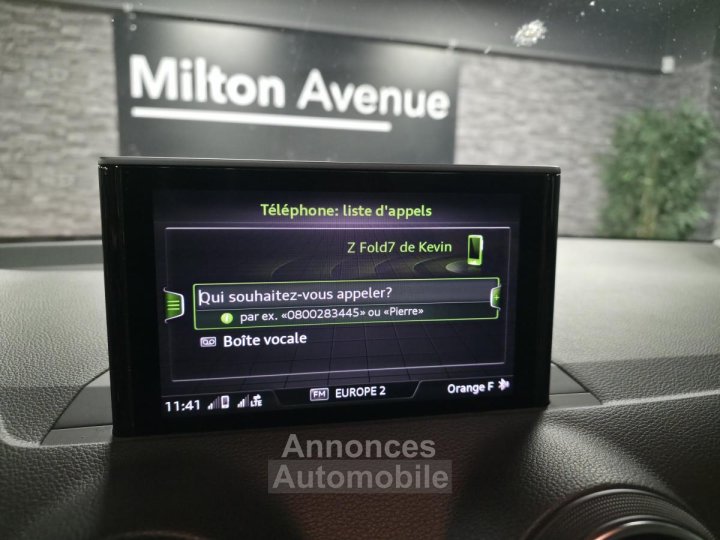 Milton Avenue
Téléphone: liste d'appels
Z Fold7 de Kevin
Qui souhaitez-vous appeler?
i par ex. «0800283445» ou «Pierre»
Boîte vocale
11:41 LTE FM EUROPE 2 Orange F
Annonces
Automobile